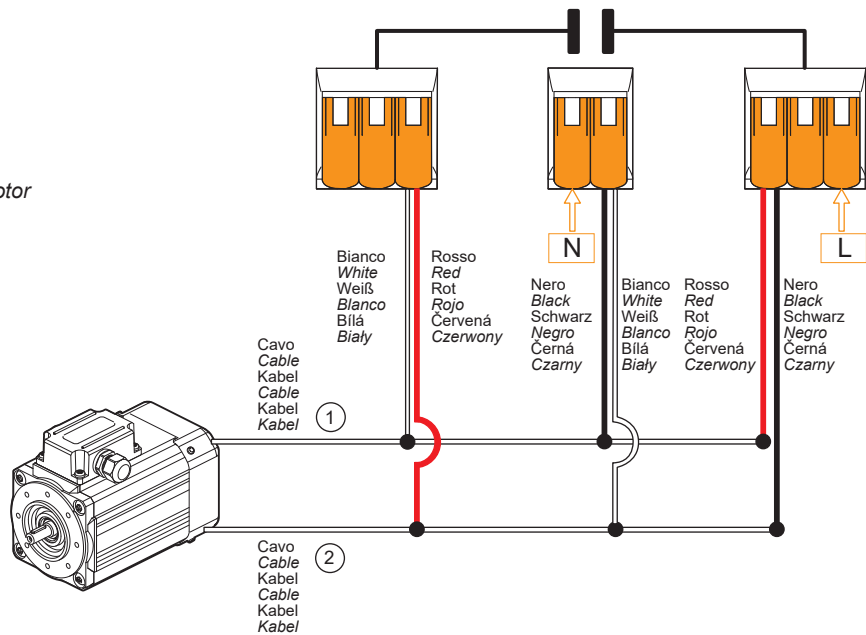 otor
N
L
Bianco
White
Weiß
Blanco
Bílá
Biały
Rosso
Red
Rot
Rojo
Červená
Czerwony
Nero
Black
Schwarz
Negro
Černá
Czarny
Bianco
White
Weiß
Blanco
Bílá
Biały
Rosso
Red
Rot
Rojo
Červená
Czerwony
Nero
Black
Schwarz
Negro
Černá
Czarny
Cavo
Cable
Kabel
Cable
Kabel
Kabel
1
Cavo
Cable
Kabel
Cable
Kabel
Kabel
2